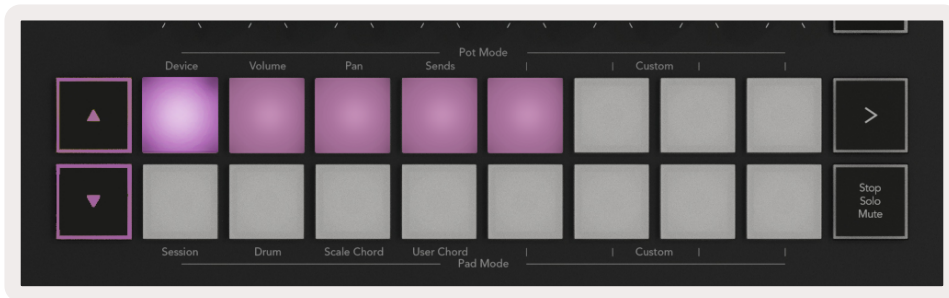 Pot Mode
Device Volume Pan Sends Custom
>
Stop
Solo
Mute
Session Drum Scale Chord User Chord Custom
Pad Mode